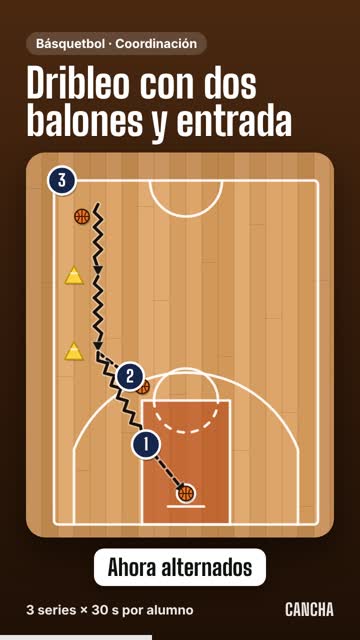 Básquetbol · Coordinación
Dribleo con dos
balones y entrada
3
2
1
Ahora alternados
3 series × 30 s por alumno
CANCHA